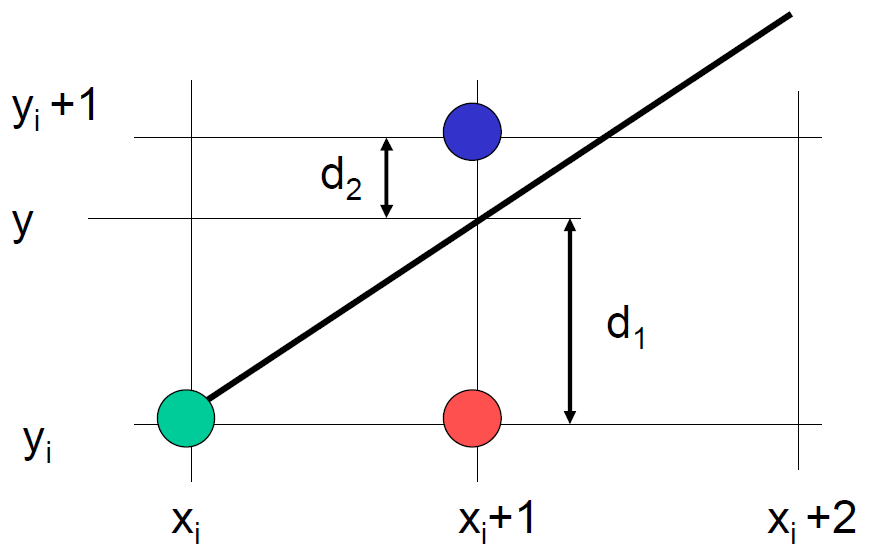 yᵢ +1
d₂
y
d₁
yᵢ
xᵢ xᵢ+1 xᵢ +2